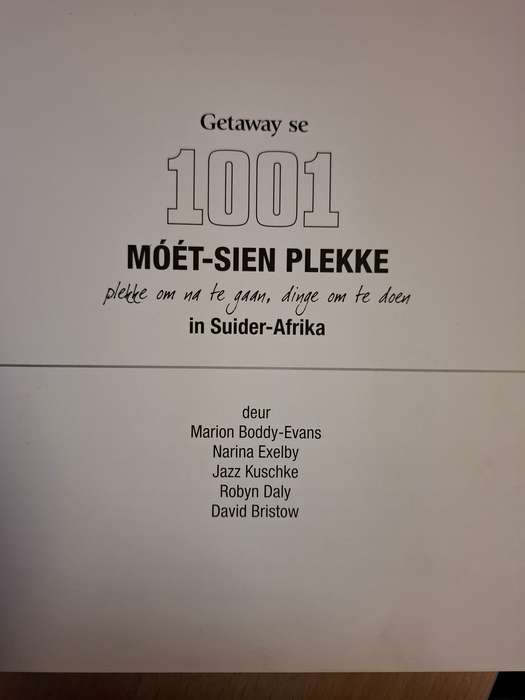 Getaway se
1001
MÓÉT-SIEN PLEKKE
plekke om na te gaan, dinge om te doen
in Suider-Afrika
deur
Marion Boddy-Evans
Narina Exelby
Jazz Kuschke
Robyn Daly
David Bristow